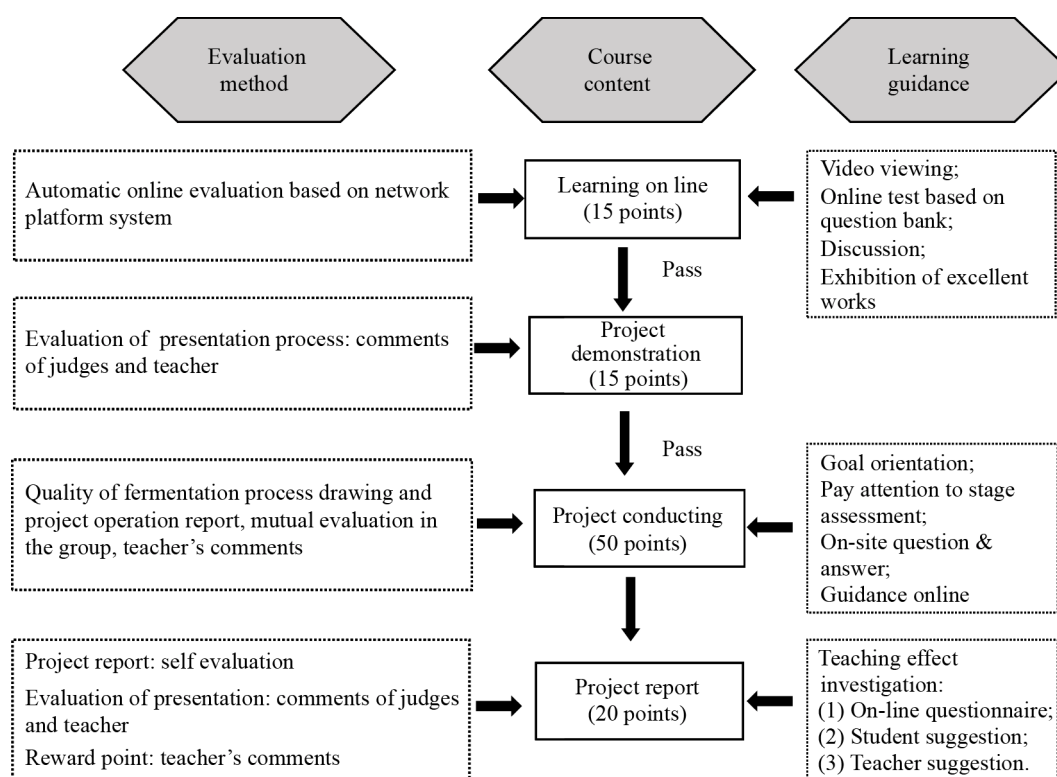 Evaluation
method
Course
content
Learning
guidance
Automatic online evaluation based on network
platform system
Learning on line
(15 points)
Video viewing;
Online test based on
question bank;
Discussion;
Exhibition of excellent
works
Pass
Evaluation of presentation process: comments
of judges and teacher
Project
demonstration
(15 points)
Pass
Quality of fermentation process drawing and
project operation report, mutual evaluation in
the group, teacher’s comments
Project conducting
(50 points)
Goal orientation;
Pay attention to stage
assessment;
On-site question &
answer;
Guidance online
Project report: self evaluation
Evaluation of presentation: comments of judges
and teacher
Reward point: teacher’s comments
Project report
(20 points)
Teaching effect
investigation:
(1) On-line questionnaire;
(2) Student suggestion;
(3) Teacher suggestion.